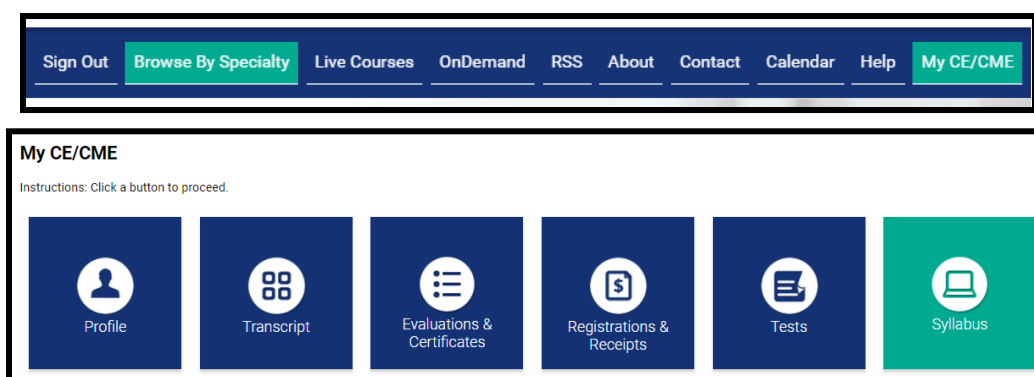 Sign Out Browse By Specialty Live Courses OnDemand RSS About Contact Calendar Help My CE/CME
My CE/CME
Instructions: Click a button to proceed.
Profile
Transcript
Evaluations &
Certificates
$
Registrations &
Receipts
Tests
Syllabus